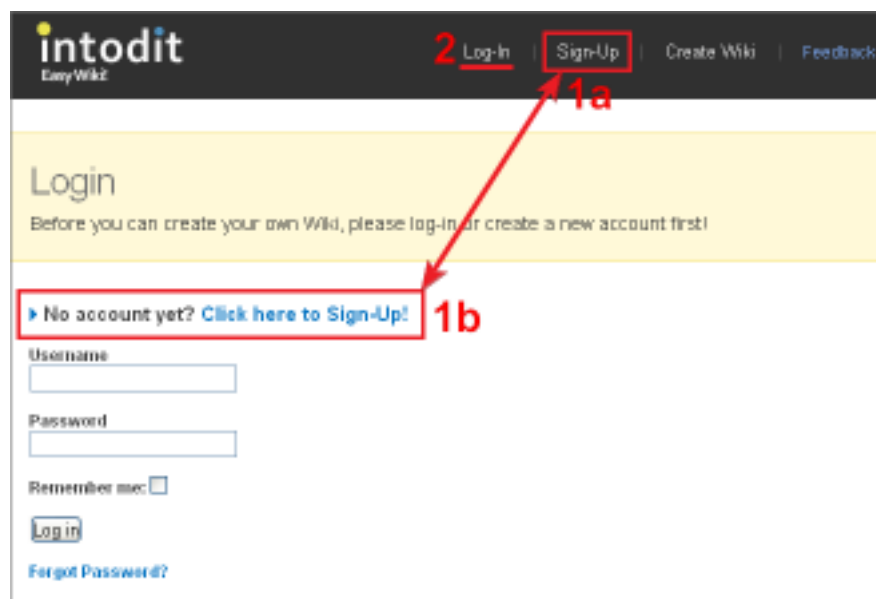 intodit
Easy Wiki!
2 Log-In | Sign-Up | Create Wiki | Feedback
1a
Login
Before you can create your own Wiki, please log-in or create a new account first!
No account yet? Click here to Sign-Up! 1b
Username
Password
Remember me:
Log in
Forgot Password?